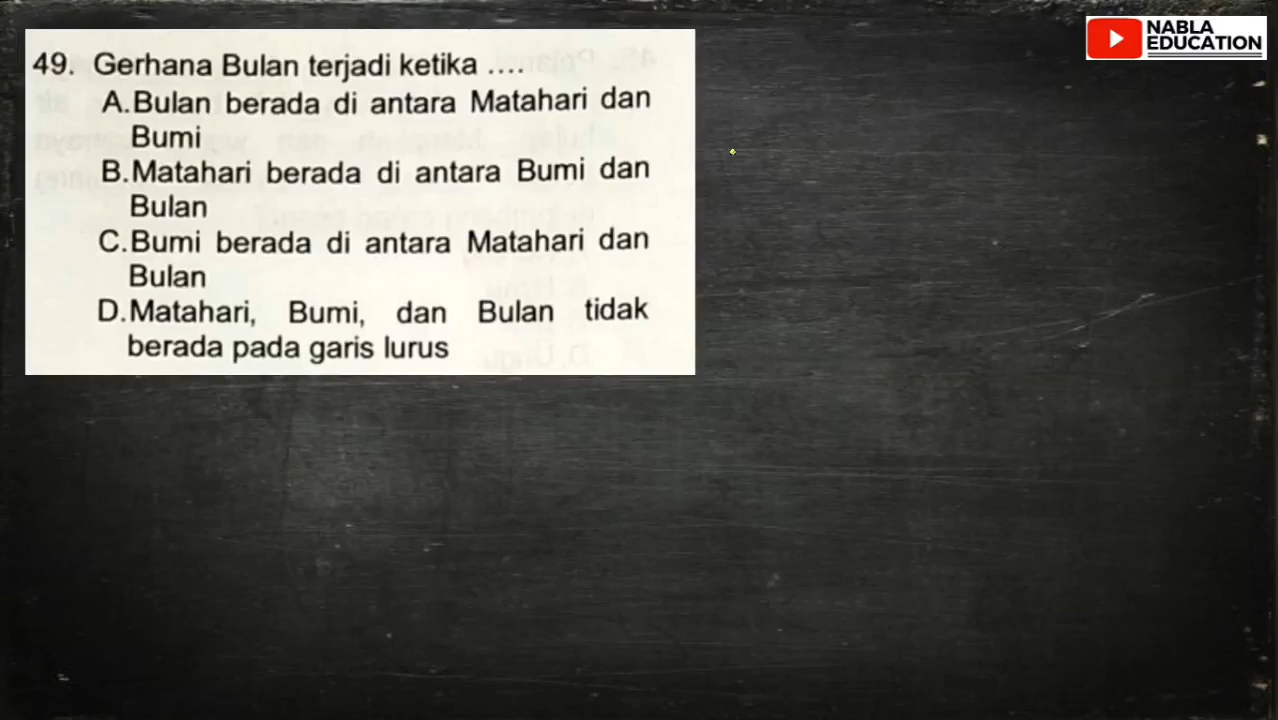 NABLA
EDUCATION
49. Gerhana Bulan terjadi ketika ....
A.Bulan berada di antara Matahari dan
Bumi
B.Matahari berada di antara Bumi dan
Bulan
C.Bumi berada di antara Matahari dan
Bulan
D.Matahari, Bumi, dan Bulan tidak
berada pada garis lurus